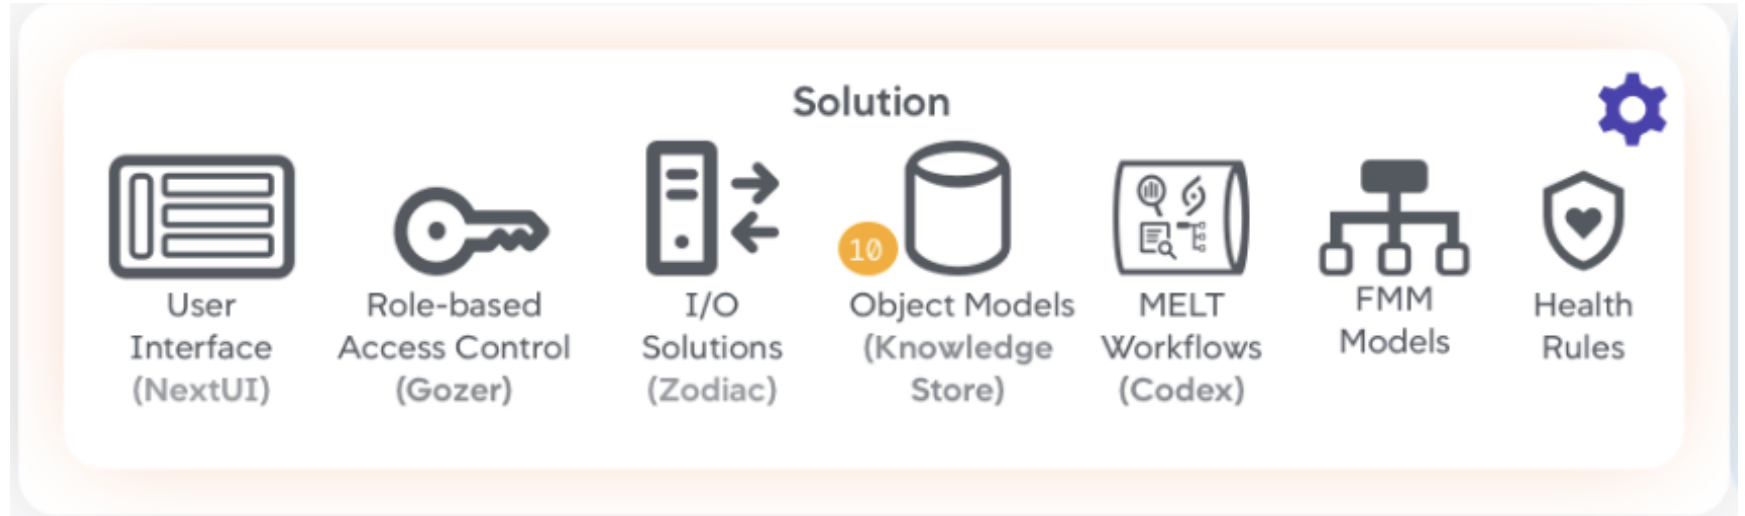 Solution
10
User
Interface
(NextUI)
Role-based
Access Control
(Gozer)
I/O
Solutions
(Zodiac)
Object Models
(Knowledge
Store)
MELT
Workflows
(Codex)
FMM
Models
Health
Rules